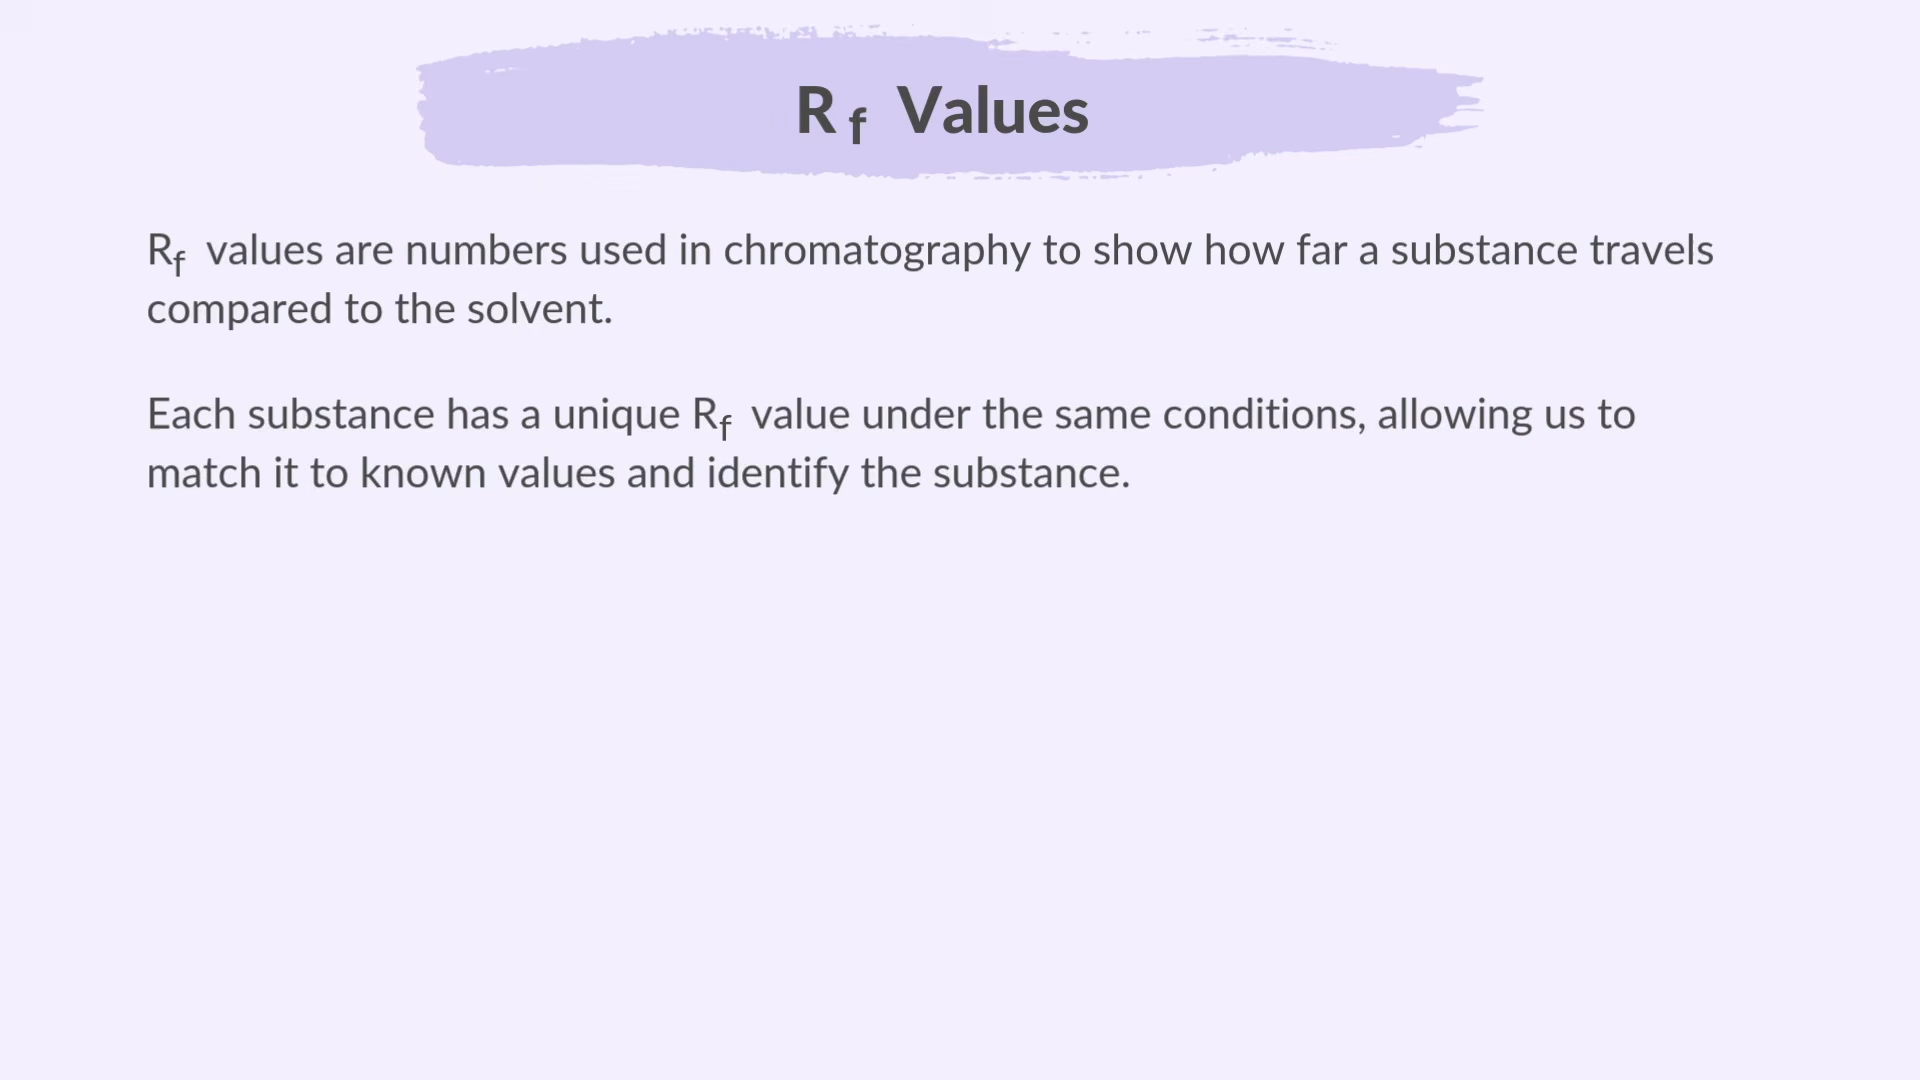 R f Values
Rf values are numbers used in chromatography to show how far a substance travels
compared to the solvent.
Each substance has a unique Rf value under the same conditions, allowing us to
match it to known values and identify the substance.